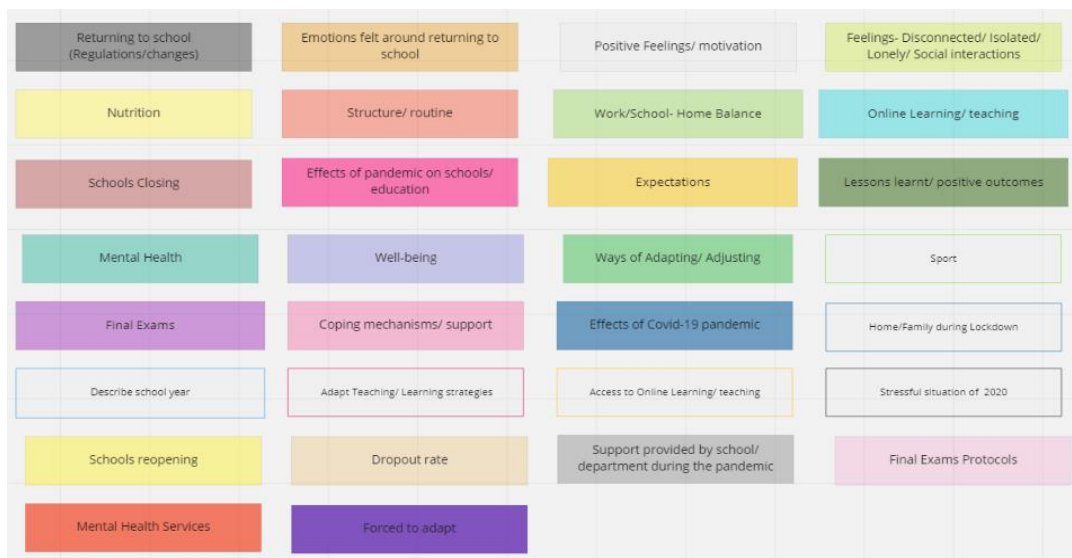 Returning to school
(Regulations/changes)
Emotions felt around returning to
school
Positive Feelings/ motivation
Feelings- Disconnected/ Isolated/
Lonely/ Social interactions
Nutrition
Structure/ routine
Work/School- Home Balance
Online Learning/ teaching
Schools Closing
Effects of pandemic on schools/
education
Expectations
Lessons learnt/ positive outcomes
Mental Health
Well-being
Ways of Adapting/ Adjusting
Sport
Final Exams
Coping mechanisms/ support
Effects of Covid-19 pandemic
Home/Family during Lockdown
Describe school year
Adapt Teaching/ Learning strategies
Access to Online Learning/ teaching
Stressful situation of 2020
Schools reopening
Dropout rate
Support provided by school/
department during the pandemic
Final Exams Protocols
Mental Health Services
Forced to adapt